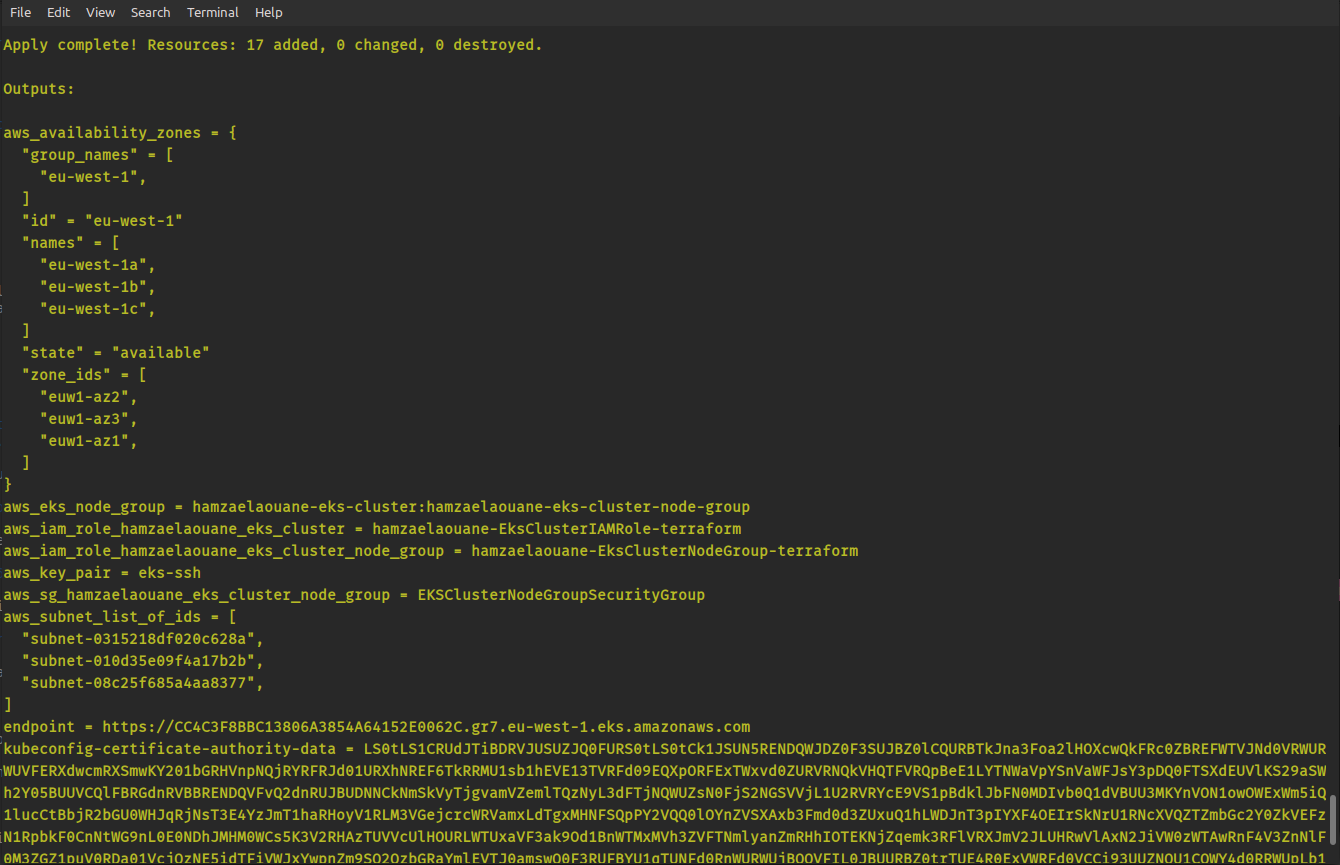 File Edit View Search Terminal Help
Apply complete! Resources: 17 added, 0 changed, 0 destroyed.
Outputs:
aws_availability_zones = {
"group_names" = [
"eu-west-1",
]
"id" = "eu-west-1"
"names" = [
"eu-west-1a",
"eu-west-1b",
"eu-west-1c",
]
"state" = "available"
"zone_ids" = [
"euw1-az2",
"euw1-az3",
"euw1-az1",
]
}
aws_eks_node_group = hamzaelaouane-eks-cluster:hamzaelaouane-eks-cluster-node-group
aws_iam_role_hamzaelaouane_eks_cluster = hamzaelaouane-EksClusterIAMRole-terraform
aws_iam_role_hamzaelaouane_eks_cluster_node_group = hamzaelaouane-EksClusterNodeGroup-terraform
aws_key_pair = eks-ssh
aws_sg_hamzaelaouane_eks_cluster_node_group = EKSClusterNodeGroupSecurityGroup
aws_subnet_list_of_ids = [
"subnet-0315218df020c628a",
"subnet-010d35e09f4a17b2b",
"subnet-08c25f685a4aa8377",
]
endpoint = https://CC4C3F8BBC13806A3854A64152E0062C.gr7.eu-west-1.eks.amazonaws.com
kubeconfig-certificate-authority-data =